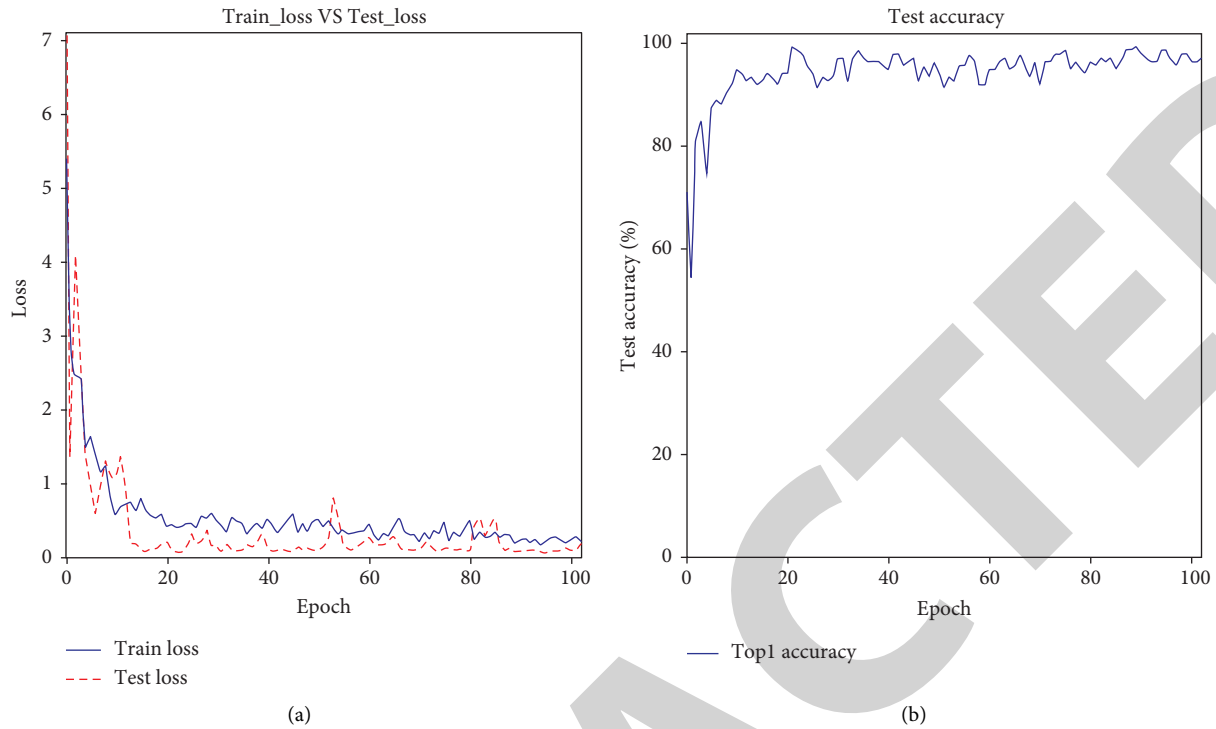 Train_loss VS Test_loss
7
6
5
4
3
2
1
0
Loss
0 20 40 60 80 100
Epoch
Train loss
Test loss
(a)
Test accuracy
100
80
60
40
20
0
Test accuracy (%)
0 20 40 60 80 100
Epoch
Top1 accuracy
(b)
ACTED